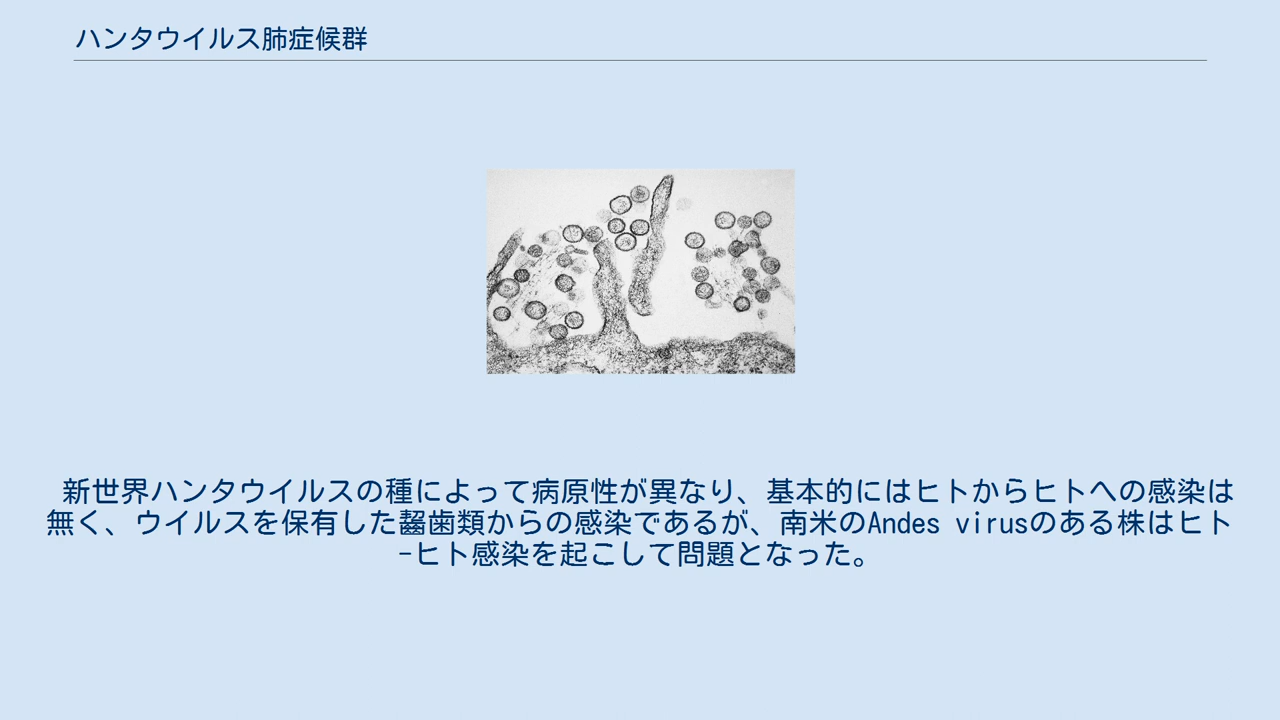 ハンタウイルス肺症候群
新世界ハンタウイルスの種によって病原性が異なり、基本的にはヒトからヒトへの感染は
無く、ウイルスを保有した齧歯類からの感染であるが、南米のAndes virusのある株はヒト
-ヒト感染を起こして問題となった。